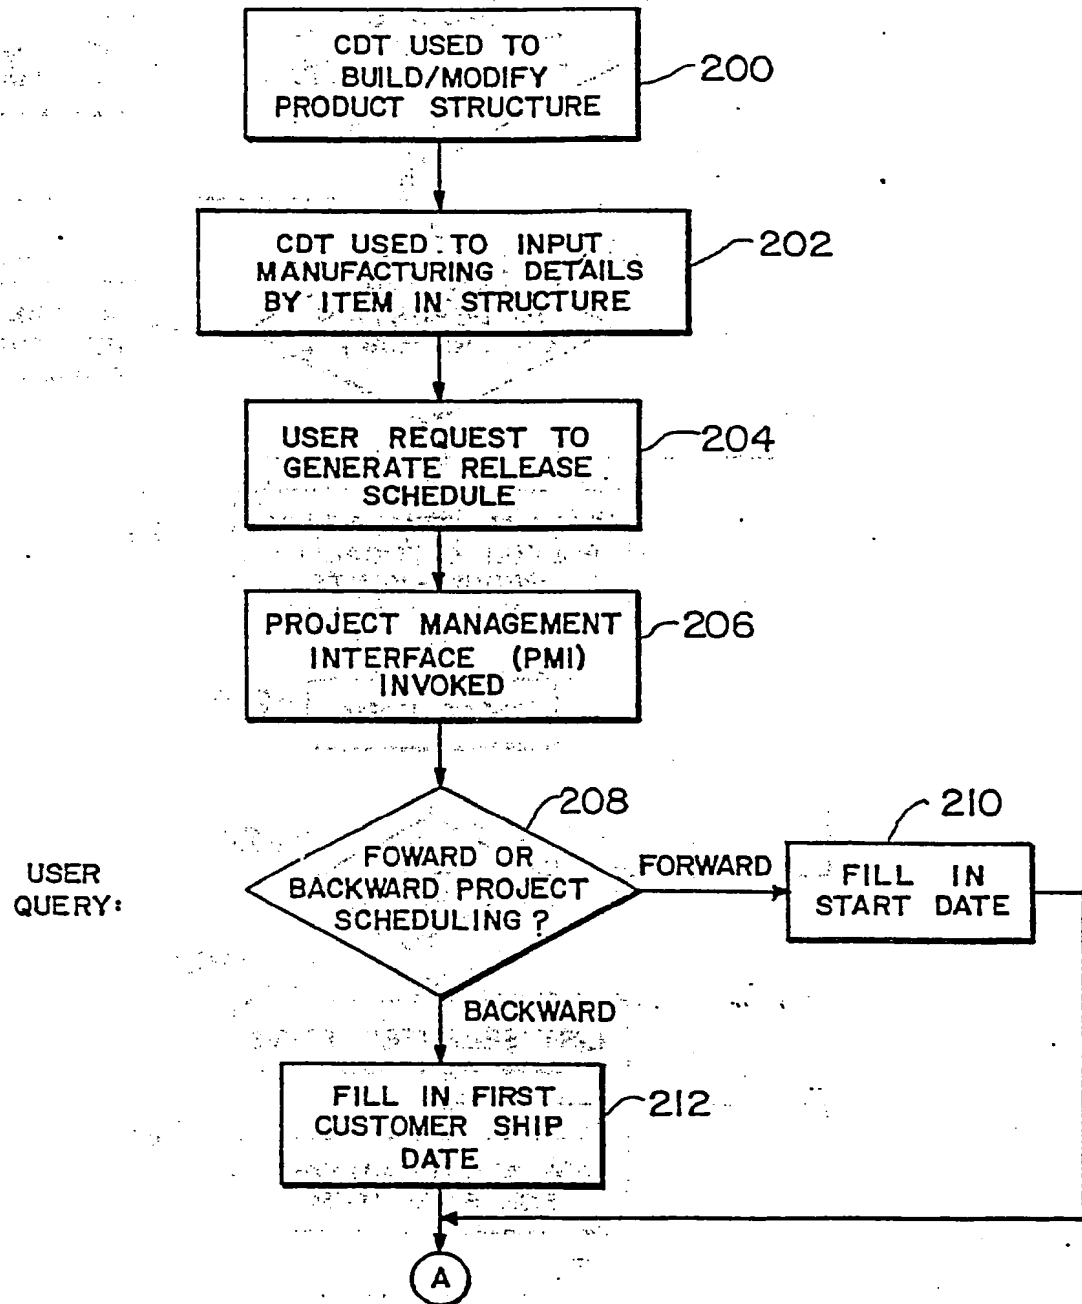 CDT USED TO
BUILD/MODIFY
PRODUCT STRUCTURE
200
CDT USED TO INPUT
MANUFACTURING DETAILS
BY ITEM IN STRUCTURE
202
USER REQUEST TO
GENERATE RELEASE
SCHEDULE
204
PROJECT MANAGEMENT
INTERFACE (PMI)
INVOKED
206
USER
QUERY:
FOWARD OR
BACKWARD PROJECT
SCHEDULING?
208
FORWARD
FILL IN
START DATE
210
BACKWARD
FILL IN FIRST
CUSTOMER SHIP
DATE
212
A